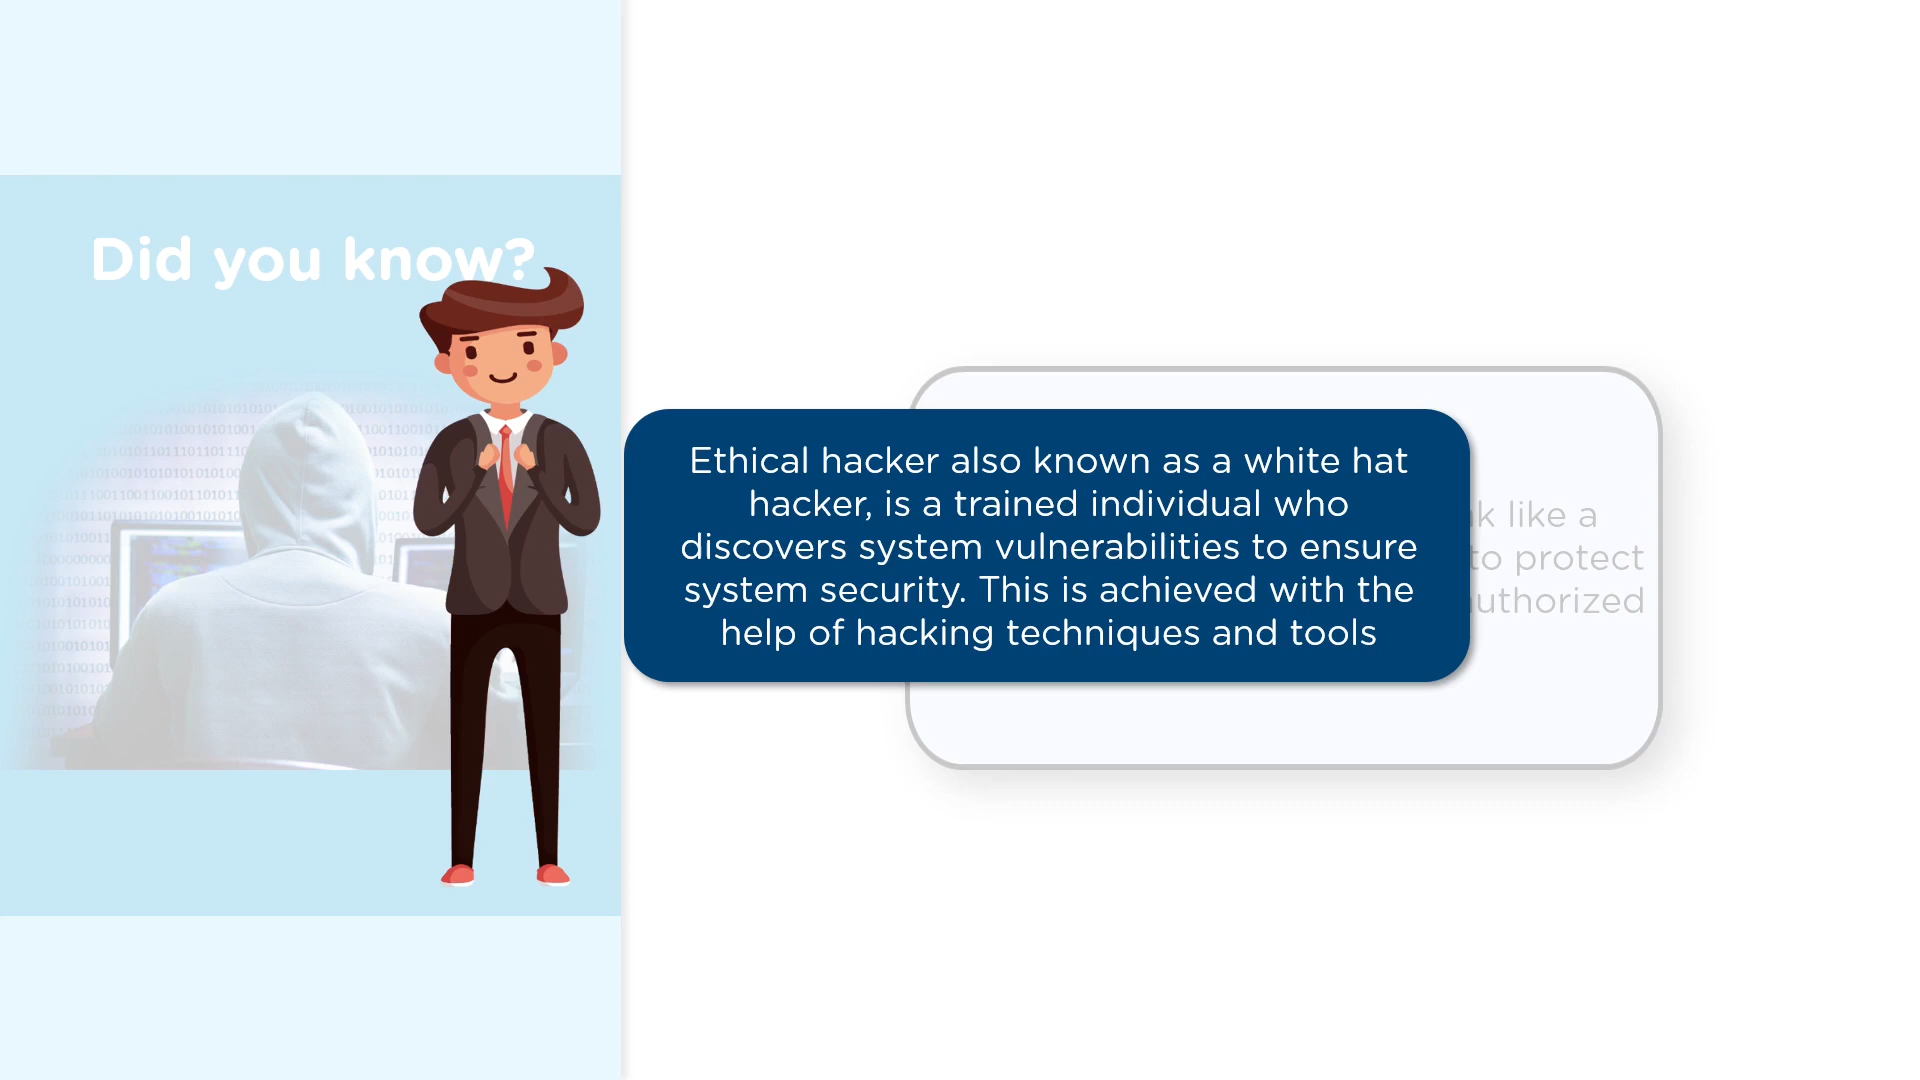 Did you know?
Ethical hacker also known as a white hat
hacker, is a trained individual who
discovers system vulnerabilities to ensure
system security. This is achieved with the
help of hacking techniques and tools
like a
to protect